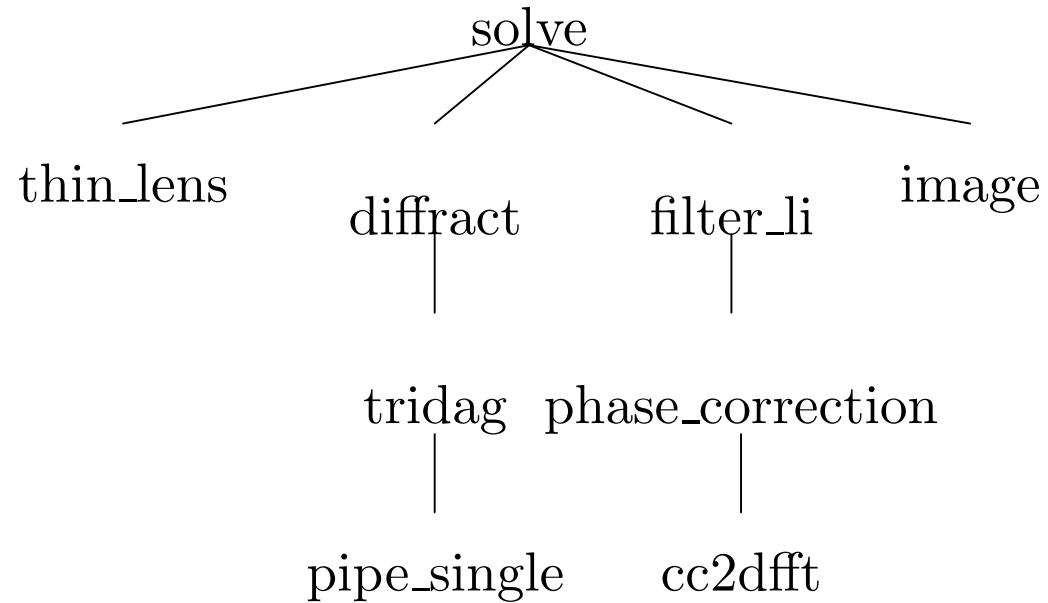 solve
thin_lens
diffract
filter_li
image
tridag
phase_correction
pipe_single
cc2dfft